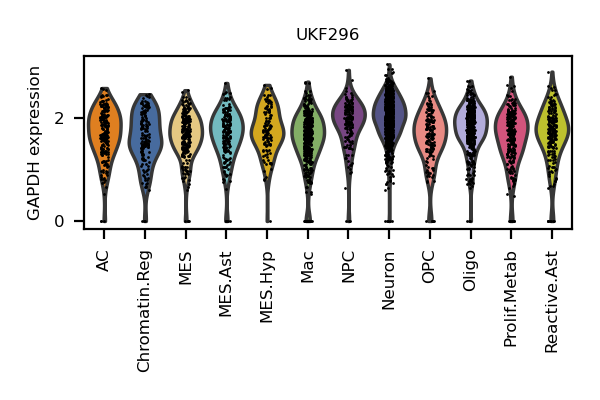 UKF296
GAPDH expression
2
0
AC
Chromatin.Reg
MES
MES.Ast
MES.Hyp
Mac
NPC
Neuron
OPC
Oligo
Prolif.Metab
Reactive.Ast